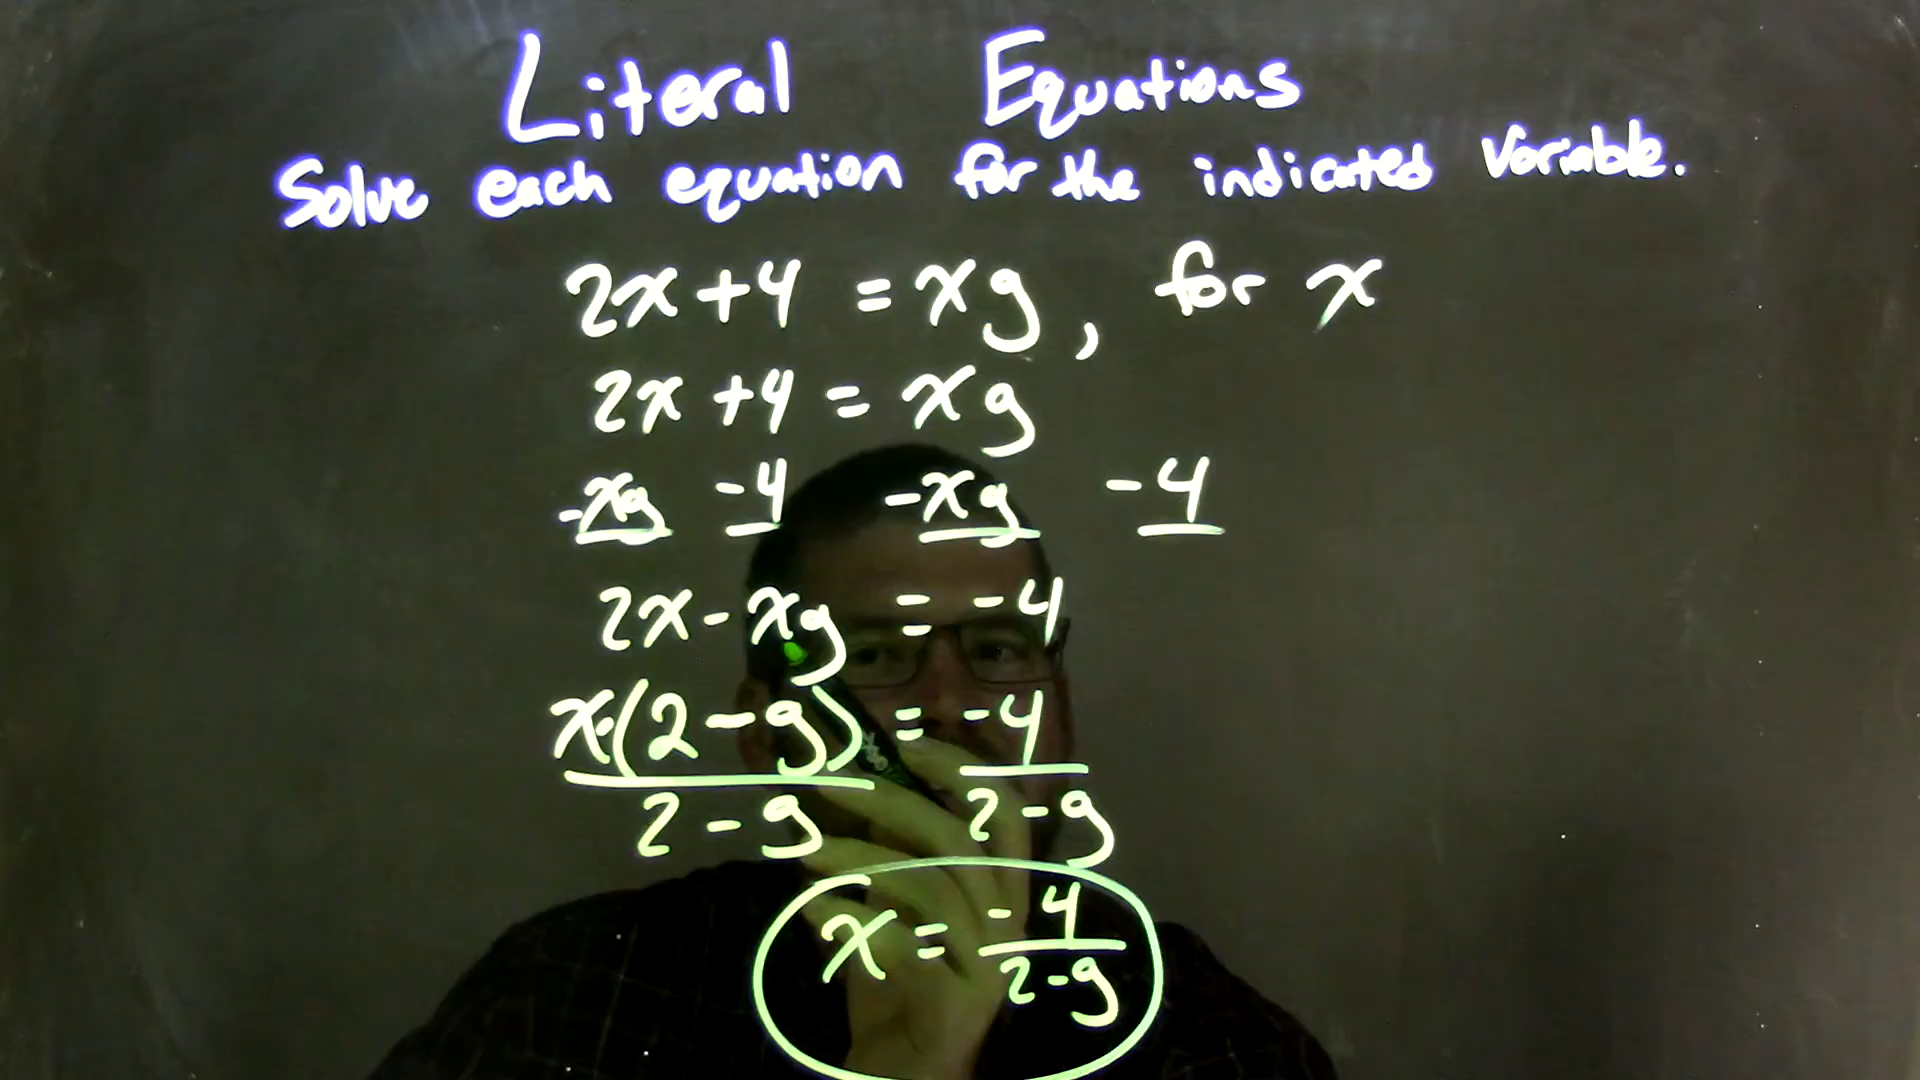 Literal Equations
Solve each equation for the indicated variable.
2x+4 = xg, for x
2x +4 = xg
-xg -4 -xg -4
2x - xg = -4
x·(2-g) = -4
2-g 2-g
x = -4
2-g